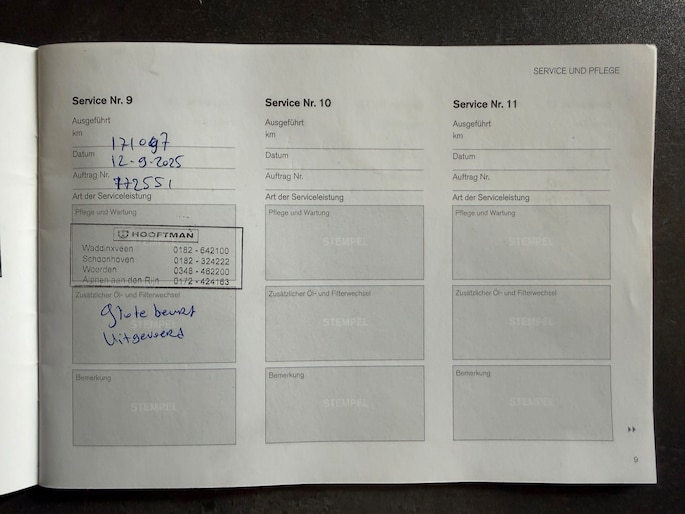 SERVICE UND PFLEGE
Service Nr. 9
Ausgeführt
km
171097
Datum
12-9-2025
Auftrag Nr.
772551
Art der Serviceleistung
Pflege und Wartung
HOOFTMAN
Waddinxveen 0182 - 642100
Schoonhoven 0182 - 324222
Woerden 0348 - 462200
Alphen aan den Rijn 0172 - 424163
Zusätzlicher Öl- und Filterwechsel
STEMPEL
Grote beurt
Uitgevoerd
Bemerkung
STEMPEL
Service Nr. 10
Ausgeführt
km
Datum
Auftrag Nr.
Art der Serviceleistung
Pflege und Wartung
STEMPEL
Zusätzlicher Öl- und Filterwechsel
STEMPEL
Bemerkung
STEMPEL
Service Nr. 11
Ausgeführt
km
Datum
Auftrag Nr.
Art der Serviceleistung
Pflege und Wartung
STEMPEL
Zusätzlicher Öl- und Filterwechsel
STEMPEL
Bemerkung
STEMPEL
9